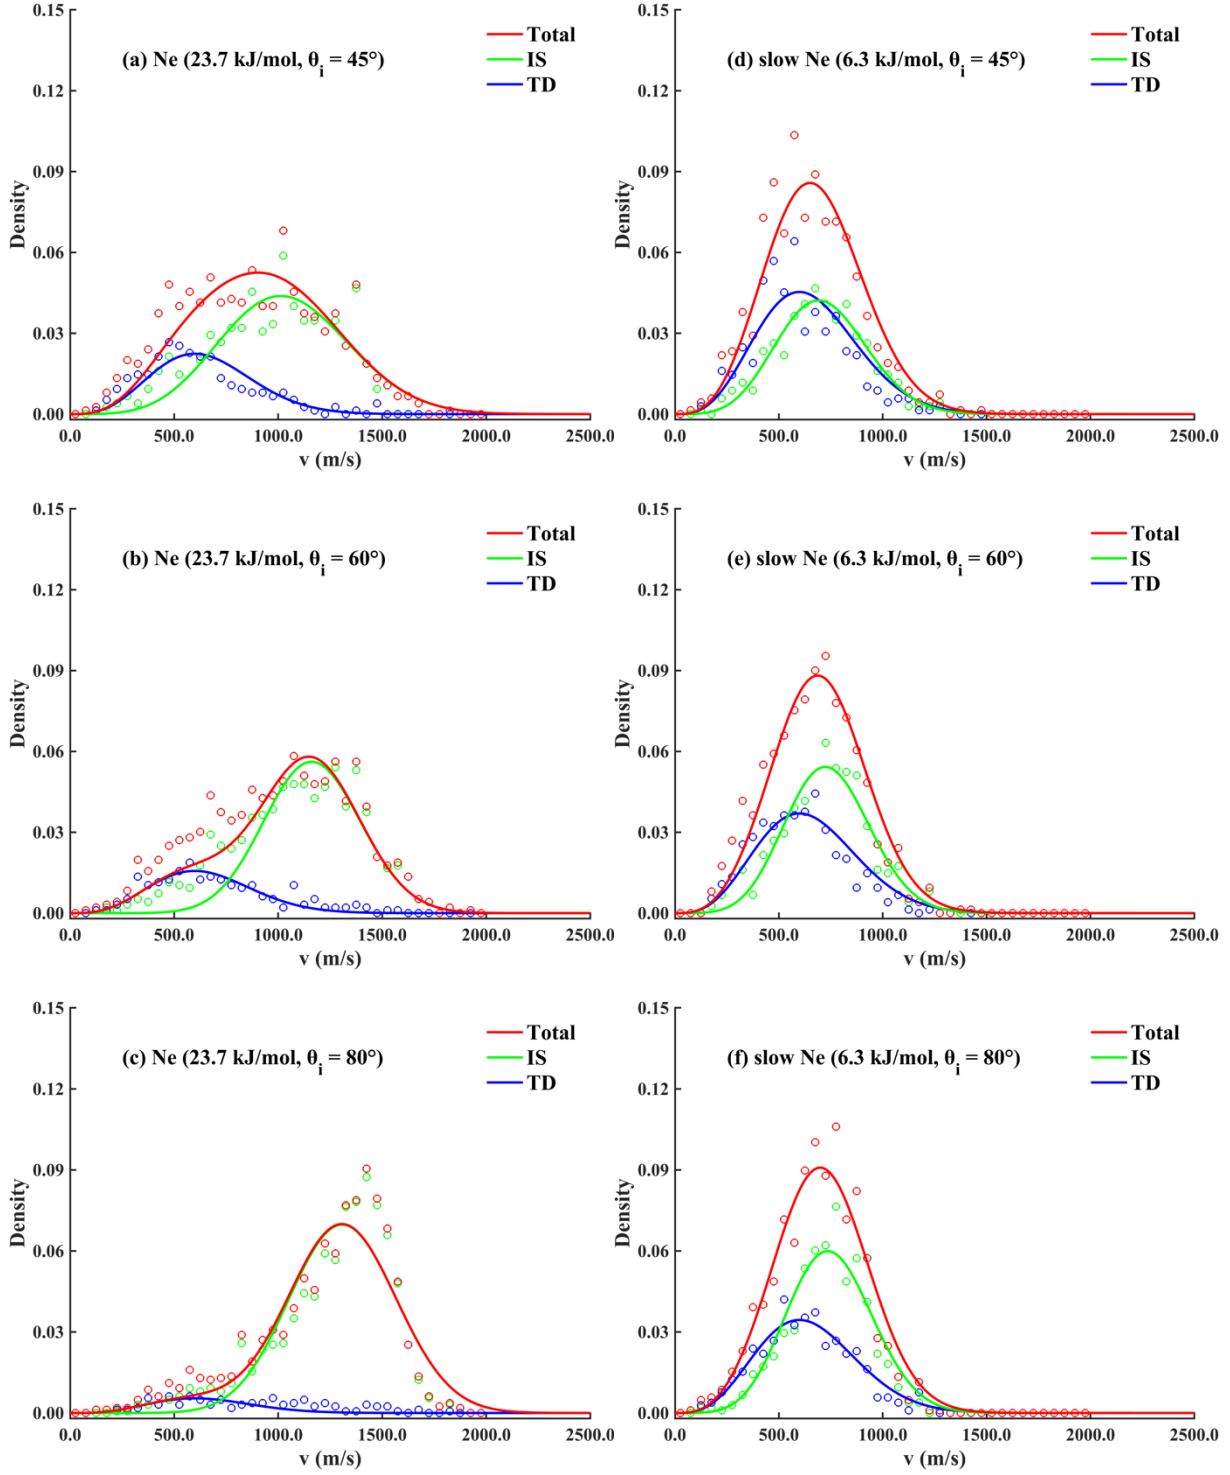 0.15
0.12
0.09
0.06
0.03
0.00
Density
(a) Ne (23.7 kJ/mol, θi = 45°)
Total
IS
TD
0.0 500.0 1000.0 1500.0 2000.0 2500.0
v (m/s)
0.15
0.12
0.09
0.06
0.03
0.00
Density
(d) slow Ne (6.3 kJ/mol, θi = 45°)
Total
IS
TD
0.0 500.0 1000.0 1500.0 2000.0 2500.0
v (m/s)
0.15
0.12
0.09
0.06
0.03
0.00
Density
(b) Ne (23.7 kJ/mol, θi = 60°)
Total
IS
TD
0.0 500.0 1000.0 1500.0 2000.0 2500.0
v (m/s)
0.15
0.12
0.09
0.06
0.03
0.00
Density
(e) slow Ne (6.3 kJ/mol, θi = 60°)
Total
IS
TD
0.0 500.0 1000.0 1500.0 2000.0 2500.0
v (m/s)
0.15
0.12
0.09
0.06
0.03
0.00
Density
(c) Ne (23.7 kJ/mol, θi = 80°)
Total
IS
TD
0.0 500.0 1000.0 1500.0 2000.0 2500.0
v (m/s)
0.15
0.12
0.09
0.06
0.03
0.00
Density
(f) slow Ne (6.3 kJ/mol, θi = 80°)
Total
IS
TD
0.0 500.0 1000.0 1500.0 2000.0 2500.0
v (m/s)